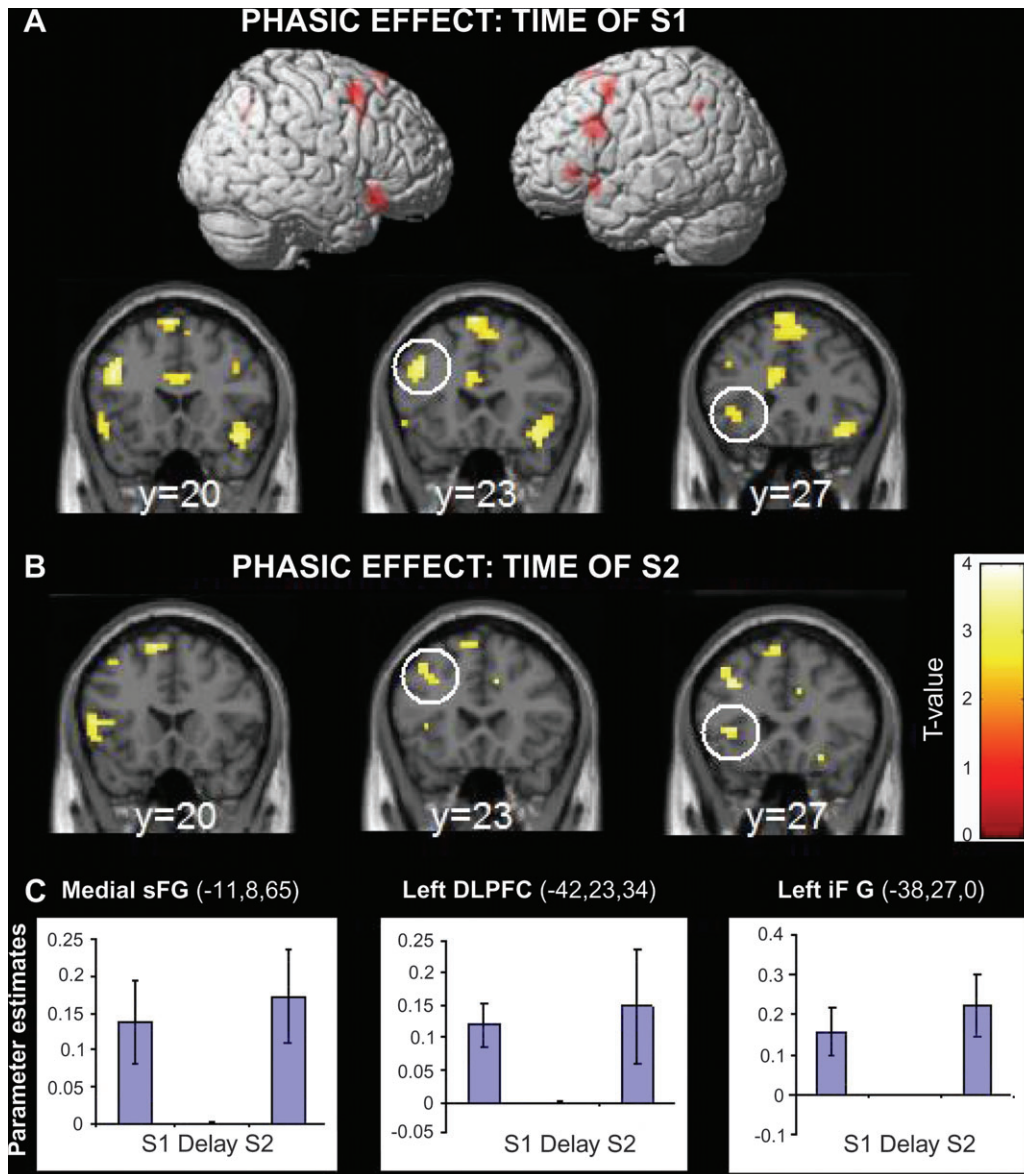 A PHASIC EFFECT: TIME OF S1
y=20 y=23 y=27
B PHASIC EFFECT: TIME OF S2
4
3
2
1
0
T-value
y=20 y=23 y=27
C Medial sFG (-11,8,65) Left DLPFC (-42,23,34) Left iF G (-38,27,0)
Parameter estimates
0.25
0.2
0.15
0.1
0.05
0
S1 Delay S2
0.25
0.2
0.15
0.1
0.05
0
-0.05
S1 Delay S2
0.4
0.3
0.2
0.1
0
-0.1
S1 Delay S2